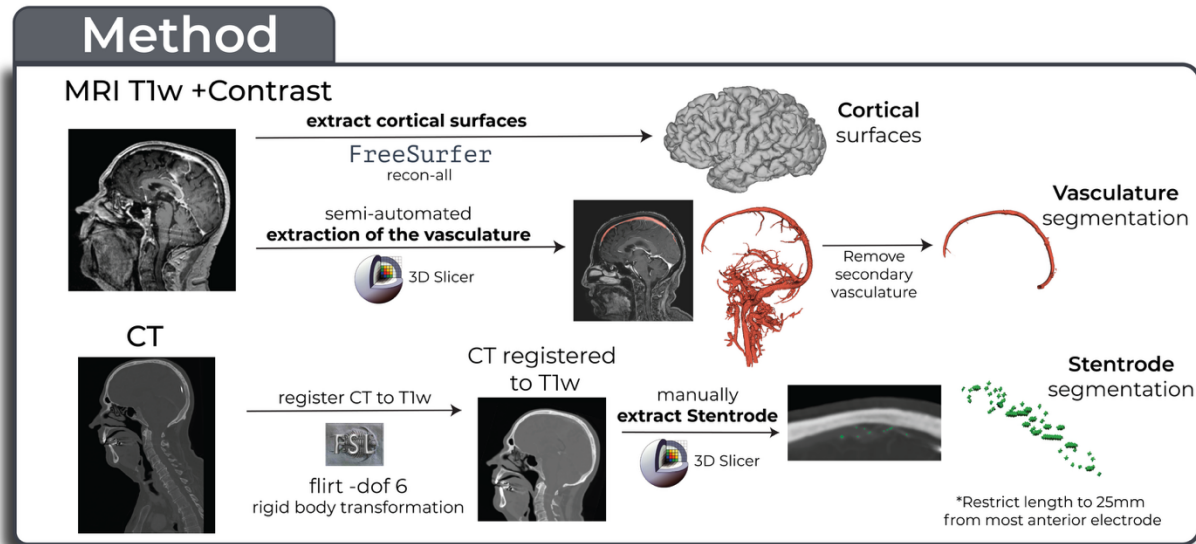 Method
MRI T1w +Contrast
extract cortical surfaces
FreeSurfer
recon-all
Cortical
surfaces
semi-automated
extraction of the vasculature
3D Slicer
Remove
secondary
vasculature
Vasculature
segmentation
CT
register CT to T1w
FSL
flirt -dof 6
rigid body transformation
CT registered
to T1w
manually
extract Stentrode
3D Slicer
Stentrode
segmentation
*Restrict length to 25mm
from most anterior electrode